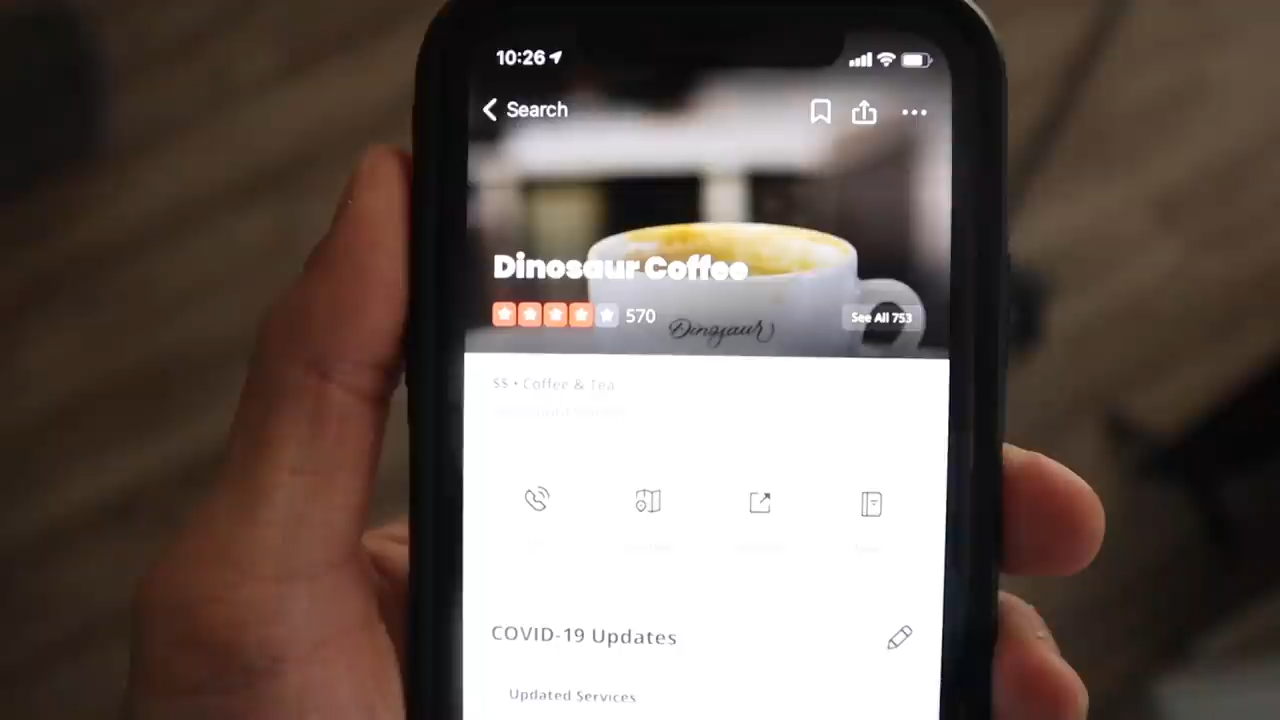 10:26
Search
Dinosaur Coffee
570
Dinosaur
See All 753
$$ • Coffee & Tea
COVID-19 Updates
Updated Services